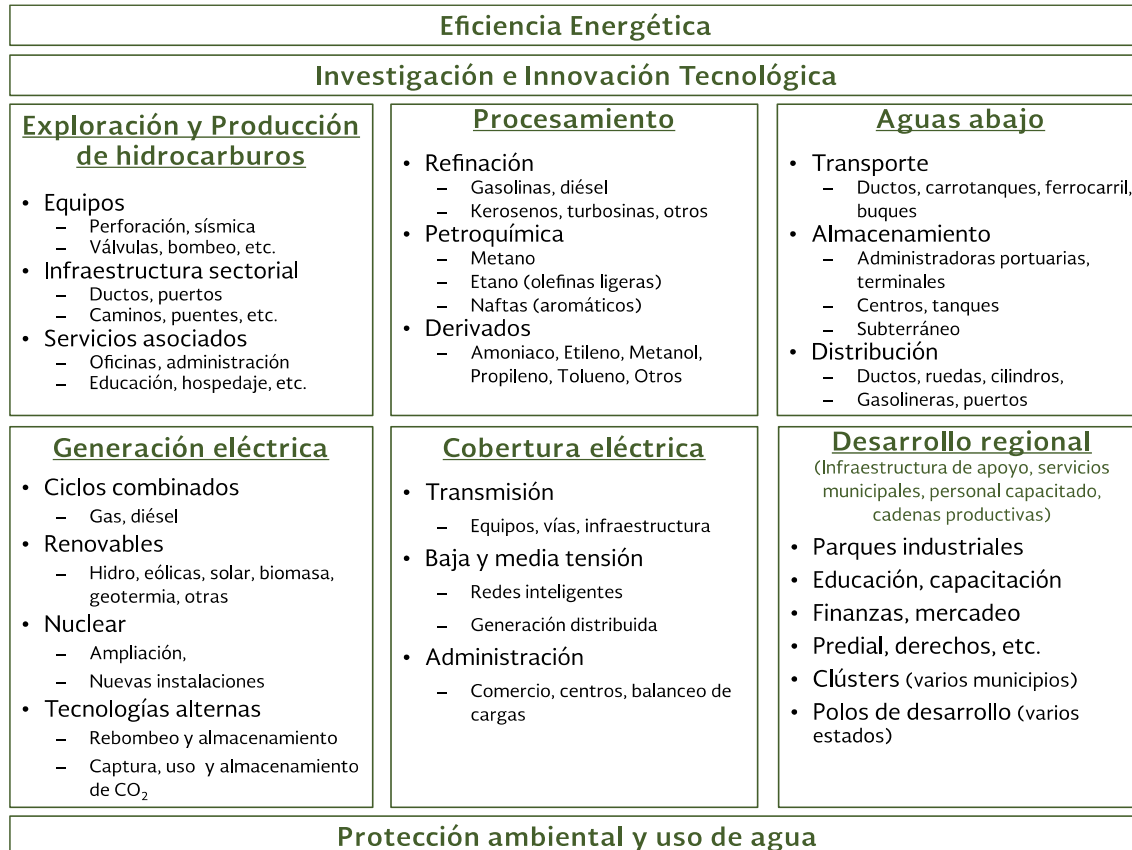 Eficiencia Energética
Investigación e Innovación Tecnológica
Exploración y Producción
de hidrocarburos
• Equipos
– Perforación, sísmica
– Válvulas, bombeo, etc.
• Infraestructura sectorial
– Ductos, puertos
– Caminos, puentes, etc.
• Servicios asociados
– Oficinas, administración
– Educación, hospedaje, etc.
Procesamiento
• Refinación
– Gasolinas, diésel
– Kerosenos, turbosinas, otros
• Petroquímica
– Metano
– Etano (olefinas ligeras)
– Naftas (aromáticos)
• Derivados
– Amoniaco, Etileno, Metanol,
Propileno, Tolueno, Otros
Aguas abajo
• Transporte
– Ductos, carrotanques, ferrocarril,
buques
• Almacenamiento
– Administradoras portuarias,
terminales
– Centros, tanques
– Subterráneo
• Distribución
– Ductos, ruedas, cilindros,
– Gasolineras, puertos
Generación eléctrica
• Ciclos combinados
– Gas, diésel
• Renovables
– Hidro, eólicas, solar, biomasa,
geotermia, otras
• Nuclear
– Ampliación,
– Nuevas instalaciones
• Tecnologías alternas
– Rebombeo y almacenamiento
– Captura, uso y almacenamiento
de CO₂
Cobertura eléctrica
• Transmisión
– Equipos, vías, infraestructura
• Baja y media tensión
– Redes inteligentes
– Generación distribuida
• Administración
– Comercio, centros, balanceo de
cargas
Desarrollo regional
(Infraestructura de apoyo, servicios
municipales, personal capacitado,
cadenas productivas)
• Parques industriales
• Educación, capacitación
• Finanzas, mercadeo
• Predial, derechos, etc.
• Clústers (varios municipios)
• Polos de desarrollo (varios
estados)
Protección ambiental y uso de agua